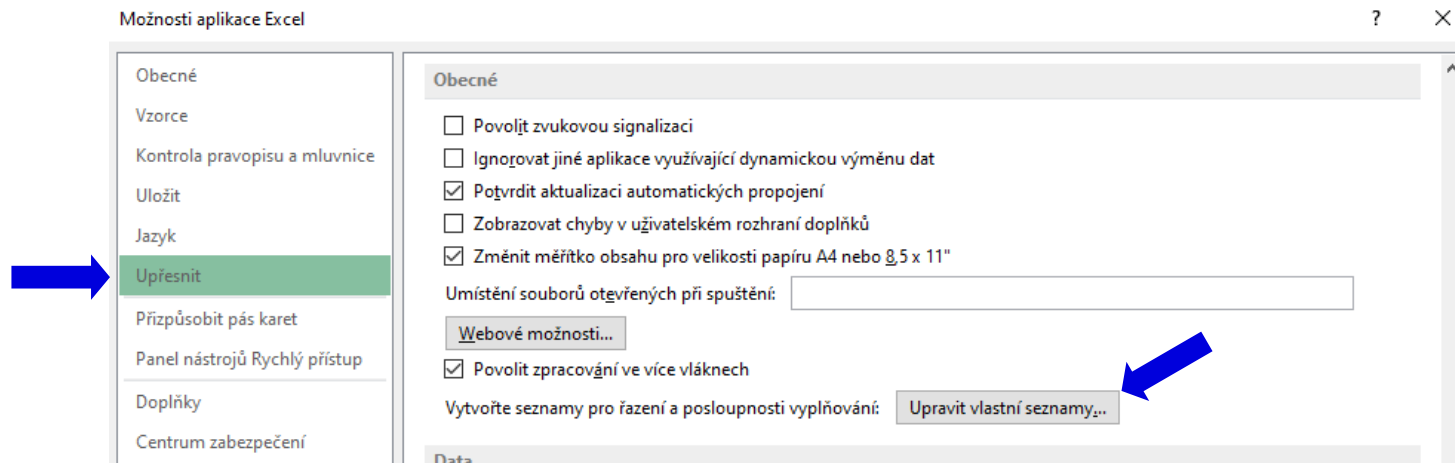 Možnosti aplikace Excel
?
Obecné
Vzorce
Kontrola pravopisu a mluvnice
Uložit
Jazyk
Upřesnit
Přizpůsobit pás karet
Panel nástrojů Rychlý přístup
Doplňky
Centrum zabezpečení
Obecné
Povolit zvukovou signalizaci
Ignorovat jiné aplikace využívající dynamickou výměnu dat
Potvrdit aktualizaci automatických propojení
Zobrazovat chyby v uživatelském rozhraní doplňků
Změnit měřítko obsahu pro velikosti papíru A4 nebo 8,5 x 11"
Umístění souborů otevřených při spuštění:
Webové možnosti...
Povolit zpracování ve více vláknech
Vytvořte seznamy pro řazení a posloupnosti vyplňování: Upravit vlastní seznamy...
Data